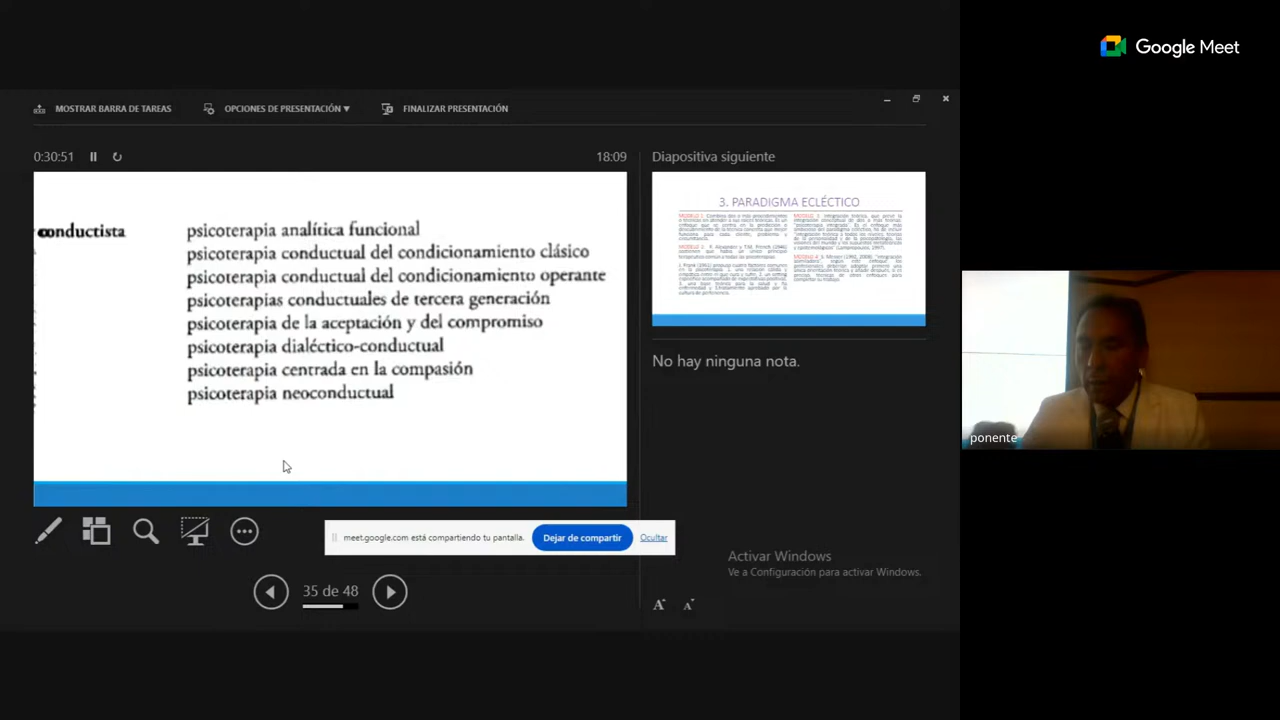 Google Meet
MOSTRAR BARRA DE TAREAS
OPCIONES DE PRESENTACIÓN ▼
FINALIZAR PRESENTACIÓN
0:30:51
18:09
Diapositiva siguiente
conductista
psicoterapia analítica funcional
psicoterapia conductual del condicionamiento clásico
psicoterapia conductual del condicionamiento operante
psicoterapias conductuales de tercera generación
psicoterapia de la aceptación y del compromiso
psicoterapia dialéctico-conductual
psicoterapia centrada en la compasión
psicoterapia neoconductual
3. PARADIGMA ECLÉCTICO
No hay ninguna nota.
ponente
meet.google.com está compartiendo tu pantalla.
Dejar de compartir
Ocultar
Activar Windows
Ve a Configuración para activar Windows.
35 de 48
A A